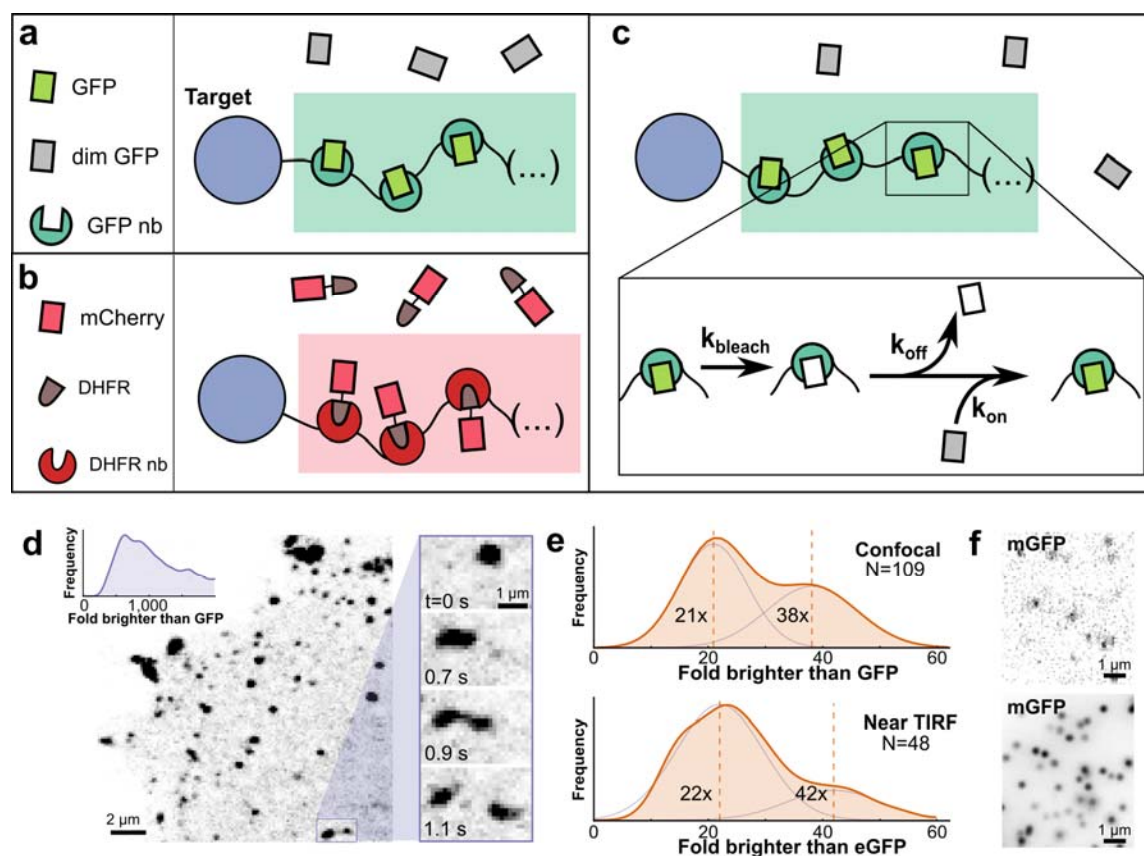 a
GFP
dim GFP
GFP nb
Target
(...)
b
mCherry
DHFR
DHFR nb
(...)
c
(...)
kbleach
koff
kon
d
Frequency
1,000
Fold brighter than GFP
2 µm
t=0 s
1 µm
0.7 s
0.9 s
1.1 s
e
Frequency
Confocal
N=109
21x
38x
0
20
40
60
Fold brighter than GFP
Frequency
Near TIRF
N=48
22x
42x
0
20
40
60
Fold brighter than eGFP
f
mGFP
1 µm
mGFP
1 µm